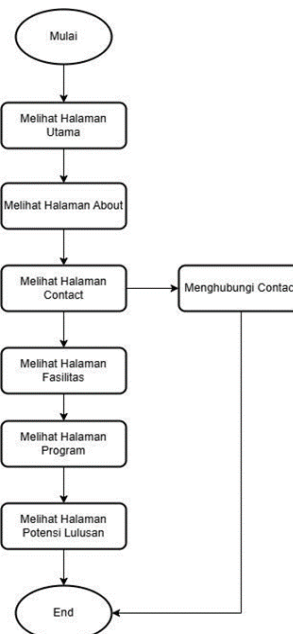 Mulai
Melihat Halaman
Utama
Melihat Halaman About
Melihat Halaman
Contact
Menghubungi Contac
Melihat Halaman
Fasilitas
Melihat Halaman
Program
Melihat Halaman
Potensi Lulusan
End